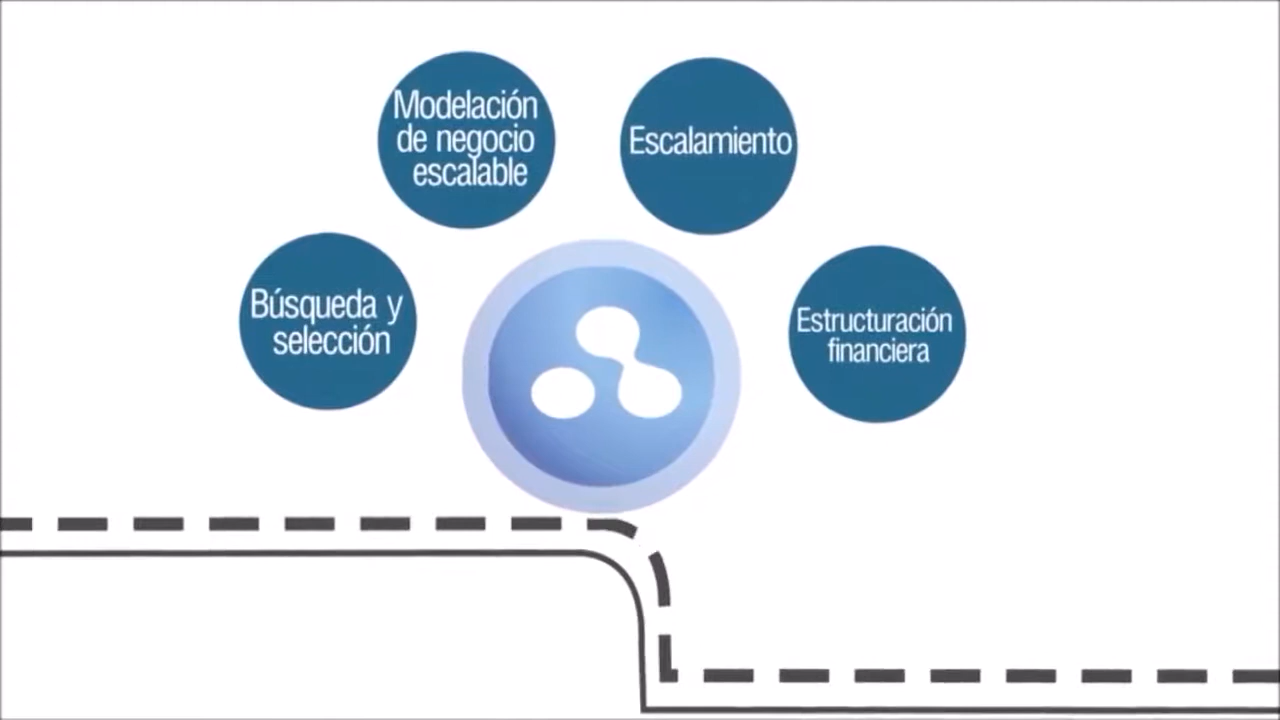 Modelación
de negocio
escalable
Escalamiento
Búsqueda y
selección
Estructuración
financiera